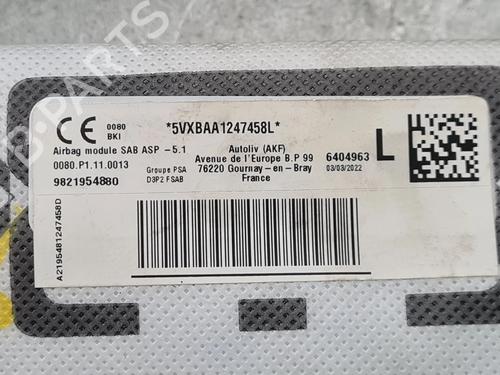 CE 0080
BKI
*5VXBAA1247458L*
Airbag module SAB ASP -5.1
0080.P1.11.0013
9821954880
Groupe PSA
D3P2 FSAB
Autoliv (AKF)
Avenue de l'Europe B.P 99
76220 Gournay-en-Bray
France
6404963
03/03/2022
L
A2195481247458D